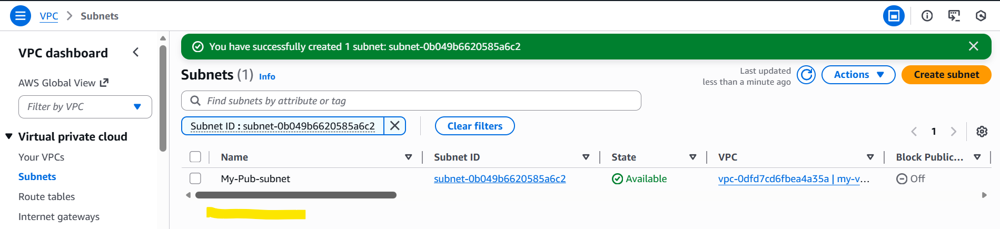 VPC > Subnets
VPC dashboard
AWS Global View
Filter by VPC
Virtual private cloud
Your VPCs
Subnets
Route tables
Internet gateways
You have successfully created 1 subnet: subnet-0b049b6620585a6c2
Subnets (1) Info
Last updated
less than a minute ago
Actions
Create subnet
Find subnets by attribute or tag
Subnet ID : subnet-0b049b6620585a6c2
Clear filters
1
Name Subnet ID State VPC Block Public...
My-Pub-subnet subnet-0b049b6620585a6c2 Available vpc-0dfd7cd6fbea4a35a | my-v... Off